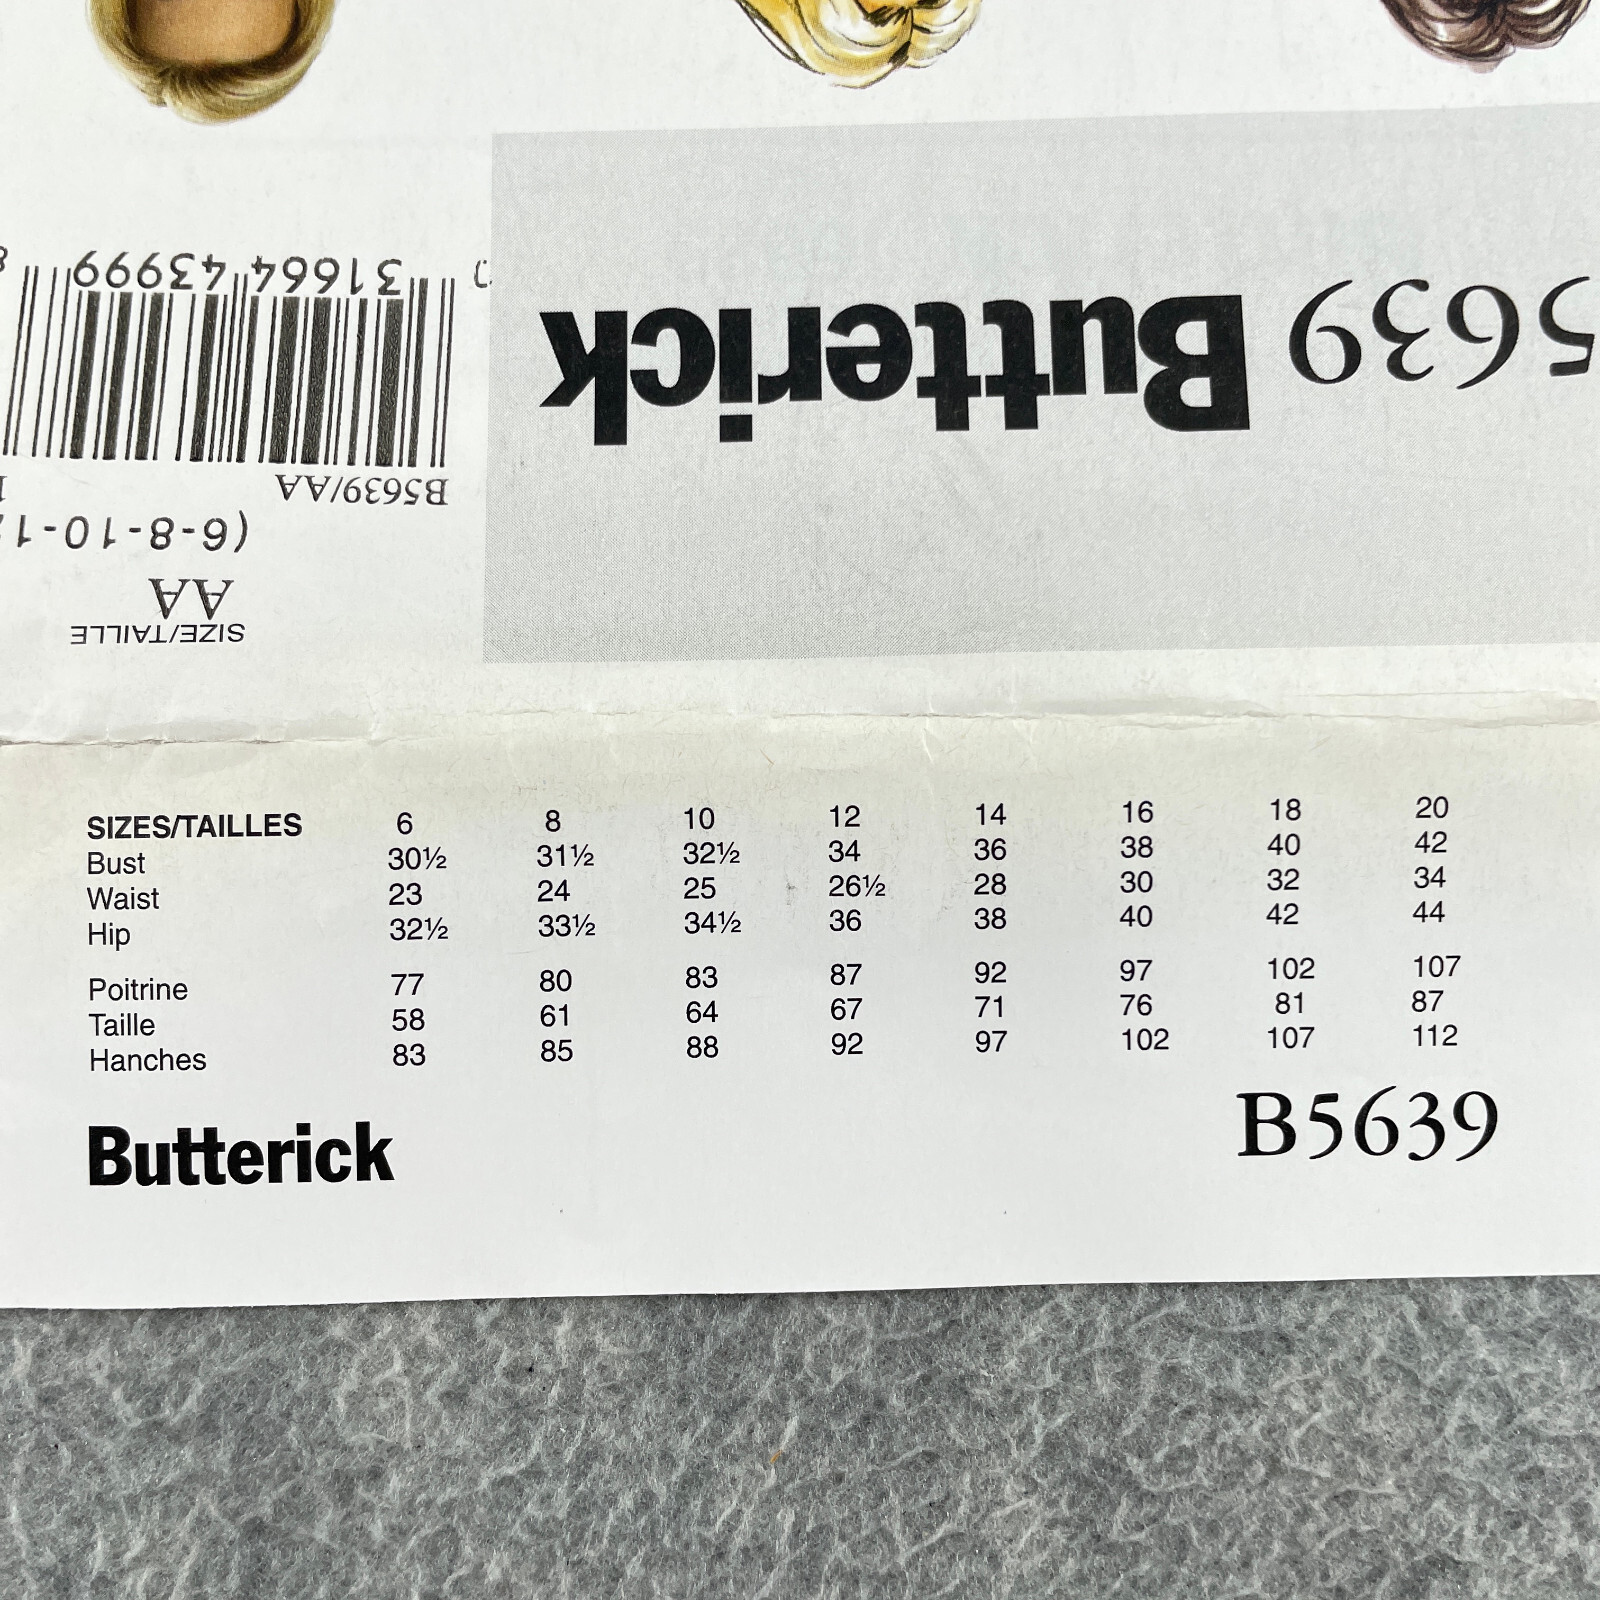 SIZES/TAILLES 6 8 10 12 14 16 18 20
Bust 30½ 31½ 32½ 34 36 38 40 42
Waist 23 24 25 26½ 28 30 32 34
Hip 32½ 33½ 34½ 36 38 40 42 44
Poitrine 77 80 83 87 92 97 102 107
Taille 58 61 64 67 71 76 81 87
Hanches 83 85 88 92 97 102 107 112
Butterick B5639
SIZE/TAILLE
AA
(6-8-10-12
B5639/AA
0 31664 43999 8
5639 Butterick